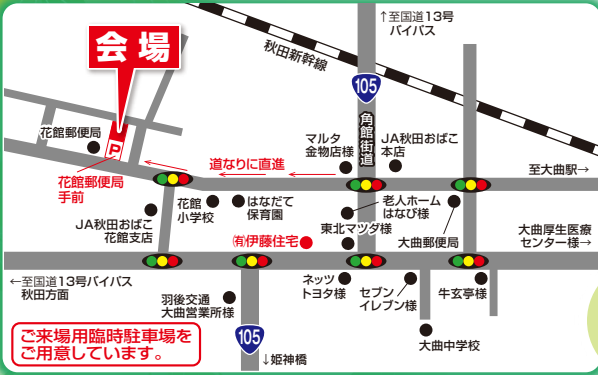 ↑至国道13号
バイパス
秋田新幹線
会場
105
角館街道
花館郵便局
P
花館郵便局
手前
道なりに直進
マルタ
金物店様
JA秋田おばこ
本店
至大曲駅→
JA秋田おばこ
花館支店
花館
小学校
はなだて
保育園
老人ホーム
はなび様
東北マツダ様
大曲郵便局
㈲伊藤住宅
大曲厚生医療
センター様→
←至国道13号バイパス
秋田方面
羽後交通
大曲営業所様
ネッツ
トヨタ様
セブン
イレブン様
牛玄亭様
大曲中学校
105
↓姫神橋
ご来場用臨時駐車場を
ご用意しています。